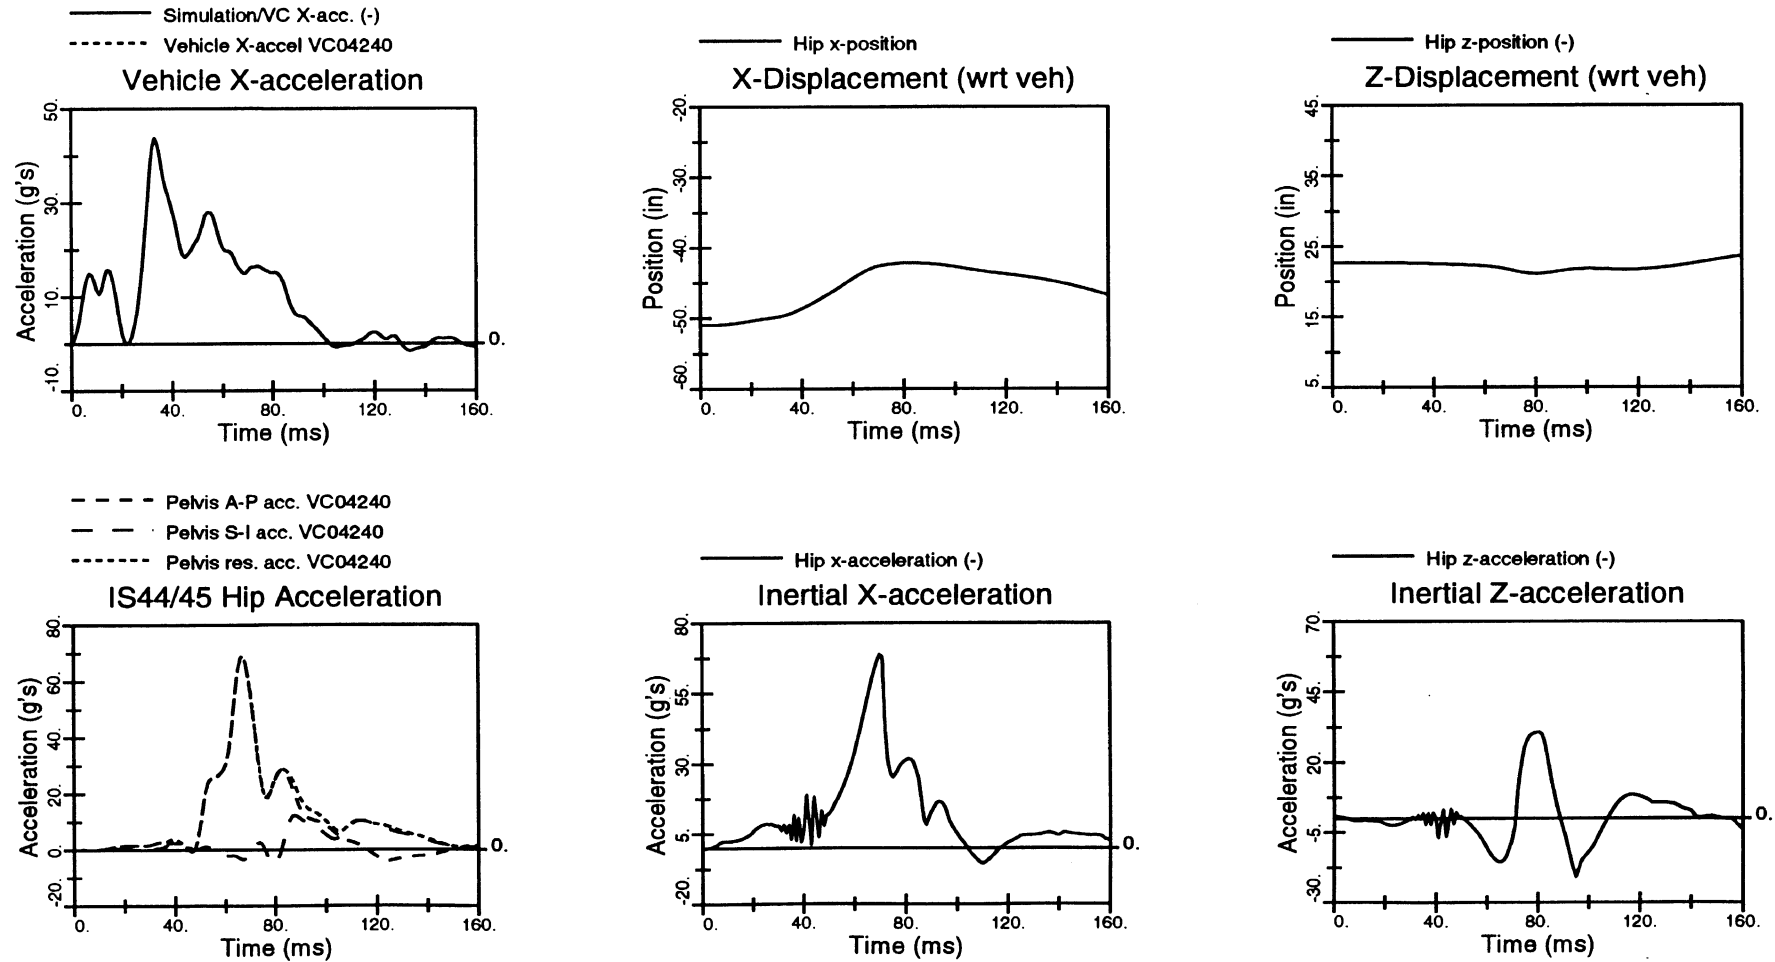 Simulation/VC X-acc. (-)
Vehicle X-accel VC04240
Vehicle X-acceleration
50.
30.
10.
-10.
Acceleration (g's)
0.
0. 40. 80. 120. 160.
Time (ms)
Hip x-position
X-Displacement (wrt veh)
-20.
-30.
-40.
-50.
-60.
Position (in)
0. 40. 80. 120. 160.
Time (ms)
Hip z-position (-)
Z-Displacement (wrt veh)
45.
35.
25.
15.
5.
Position (in)
0. 40. 80. 120. 160.
Time (ms)
Pelvis A-P acc. VC04240
Pelvis S-I acc. VC04240
Pelvis res. acc. VC04240
IS44/45 Hip Acceleration
80.
60.
40.
20.
0.
-20.
Acceleration (g's)
0.
0. 40. 80. 120. 160.
Time (ms)
Hip x-acceleration (-)
Inertial X-acceleration
80.
55.
30.
5.
-20.
Acceleration (g's)
0.
0. 40. 80. 120. 160.
Time (ms)
Hip z-acceleration (-)
Inertial Z-acceleration
70.
45.
20.
-5.
-30.
Acceleration (g's)
0.
0. 40. 80. 120. 160.
Time (ms)